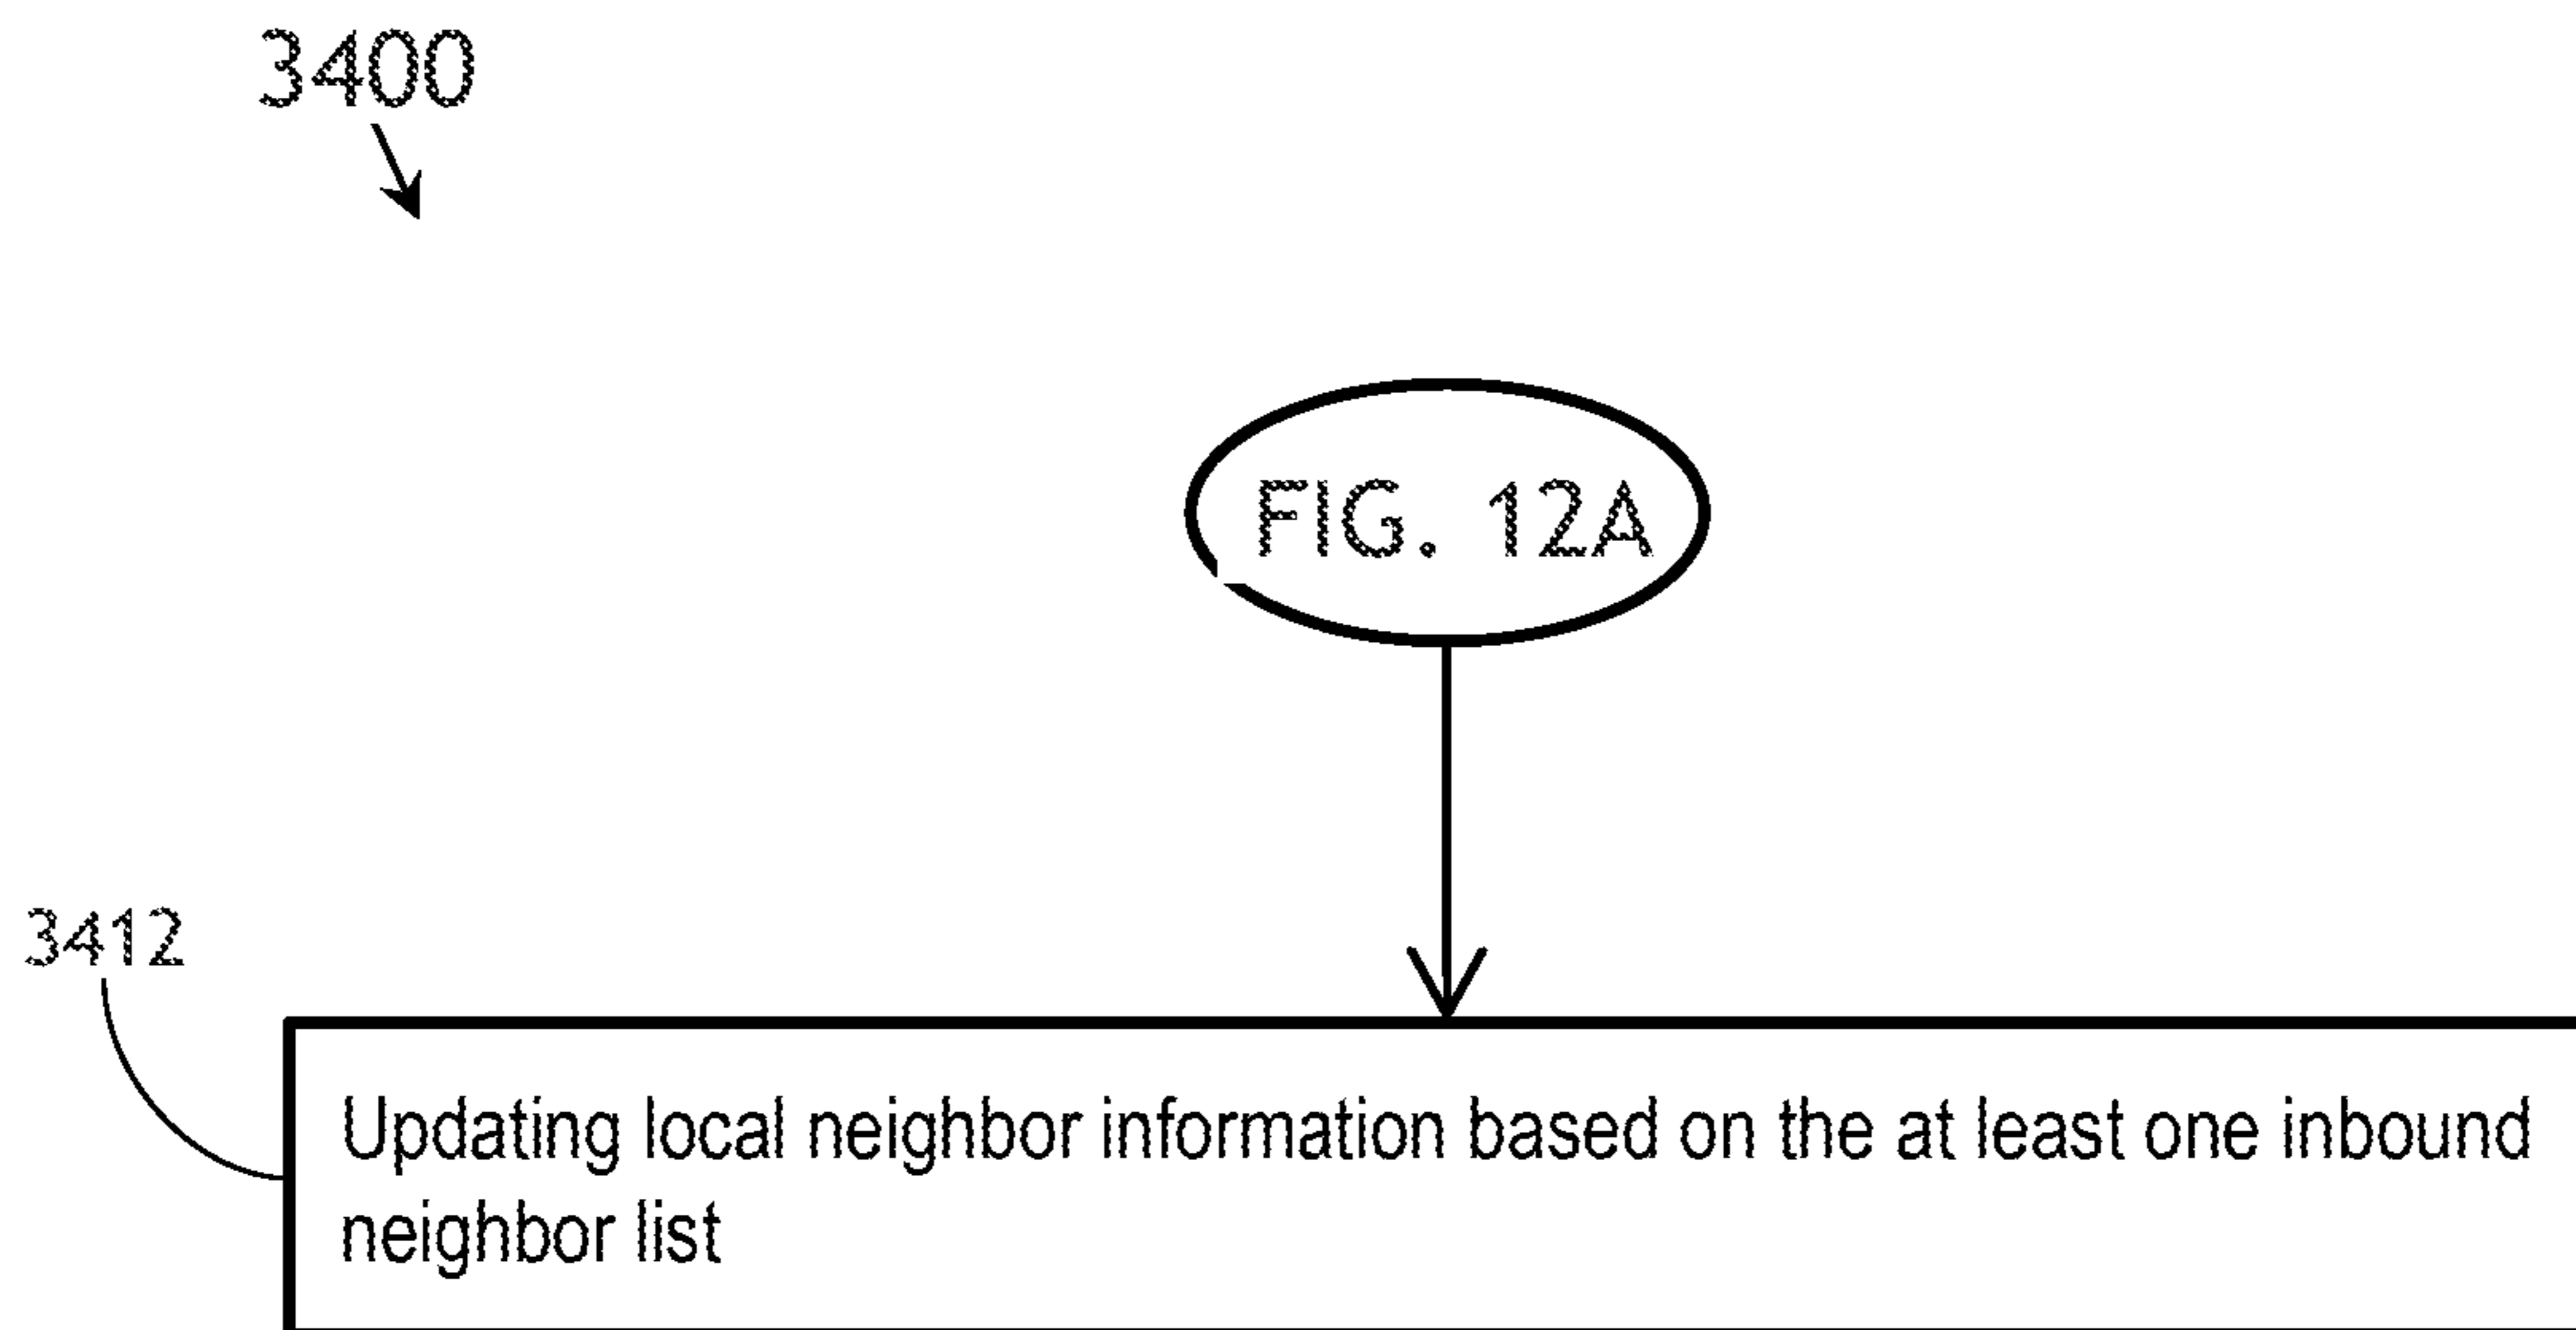 3400
FIG. 12A
3412
Updating local neighbor information based on the at least one inbound
neighbor list